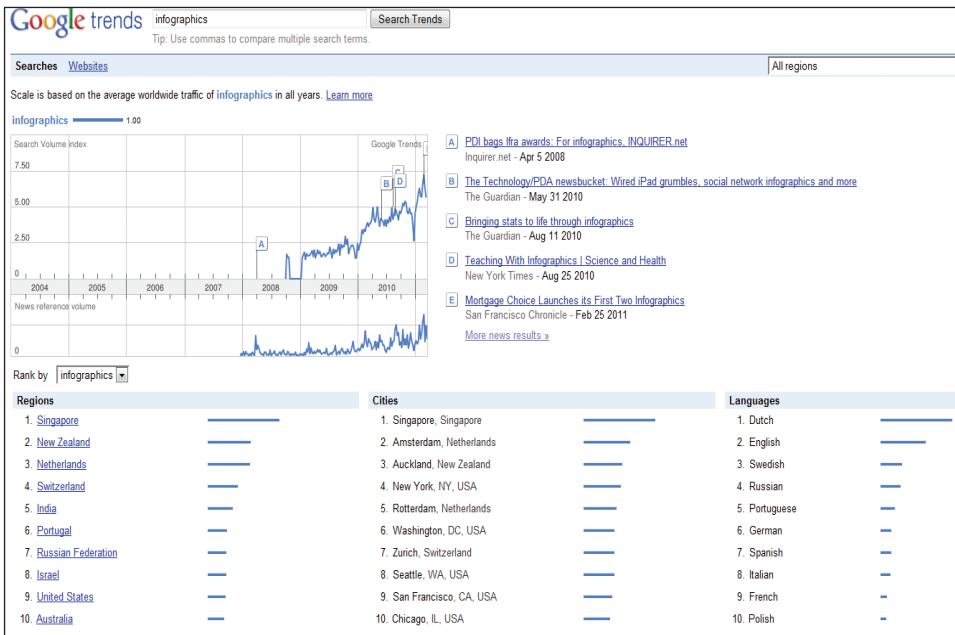 Google trends infographics Search Trends
Tip: Use commas to compare multiple search terms.
Searches Websites All regions
Scale is based on the average worldwide traffic of infographics in all years. Learn more
infographics 1.00
Search Volume index Google Trends
7.50
5.00
2.50
0
A
B
C
D
2004 2005 2006 2007 2008 2009 2010
News reference volume
0
A PDI bags Ifra awards: For infographics, INQUIRER.net
Inquirer.net - Apr 5 2008
B The Technology/PDA newsbucket: Wired iPad grumbles, social network infographics and more
The Guardian - May 31 2010
C Bringing stats to life through infographics
The Guardian - Aug 11 2010
D Teaching With Infographics | Science and Health
New York Times - Aug 25 2010
E Mortgage Choice Launches its First Two Infographics
San Francisco Chronicle - Feb 25 2011
More news results »
Rank by infographics
Regions
1. Singapore
2. New Zealand
3. Netherlands
4. Switzerland
5. India
6. Portugal
7. Russian Federation
8. Israel
9. United States
10. Australia
Cities
1. Singapore, Singapore
2. Amsterdam, Netherlands
3. Auckland, New Zealand
4. New York, NY, USA
5. Rotterdam, Netherlands
6. Washington, DC, USA
7. Zurich, Switzerland
8. Seattle, WA, USA
9. San Francisco, CA, USA
10. Chicago, IL, USA
Languages
1. Dutch
2. English
3. Swedish
4. Russian
5. Portuguese
6. German
7. Spanish
8. Italian
9. French
10. Polish